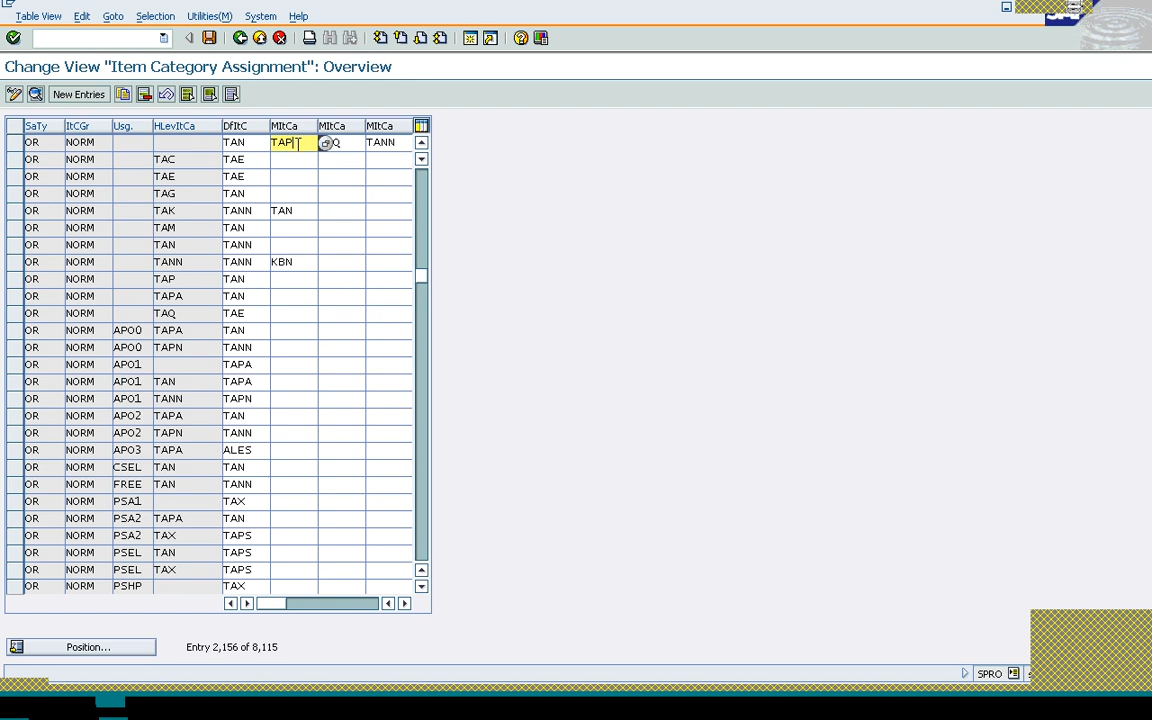 Table View Edit Goto Selection Utilities(M) System Help
Change View "Item Category Assignment": Overview
New Entries
SaTy ItCGr Usg. HLevItCa DfItC MItCa MItCa MItCa
OR NORM TAN TAP Q TANN
OR NORM TAC TAE
OR NORM TAE TAE
OR NORM TAG TAN
OR NORM TAK TANN TAN
OR NORM TAM TAN
OR NORM TAN TANN
OR NORM TANN TANN KBN
OR NORM TAP TAN
OR NORM TAPA TAN
OR NORM TAQ TAE
OR NORM APO0 TAPA TAN
OR NORM APO0 TAPN TANN
OR NORM APO1 TAPA
OR NORM APO1 TAN TAPA
OR NORM APO1 TANN TAPN
OR NORM APO2 TAPA TAN
OR NORM APO2 TAPN TANN
OR NORM APO3 TAPA ALES
OR NORM CSEL TAN TAN
OR NORM FREE TAN TANN
OR NORM PSA1 TAX
OR NORM PSA2 TAPA TAN
OR NORM PSA2 TAX TAPS
OR NORM PSEL TAN TAPS
OR NORM PSEL TAX TAPS
OR NORM PSHP TAX
Position... Entry 2,156 of 8,115
SPRO